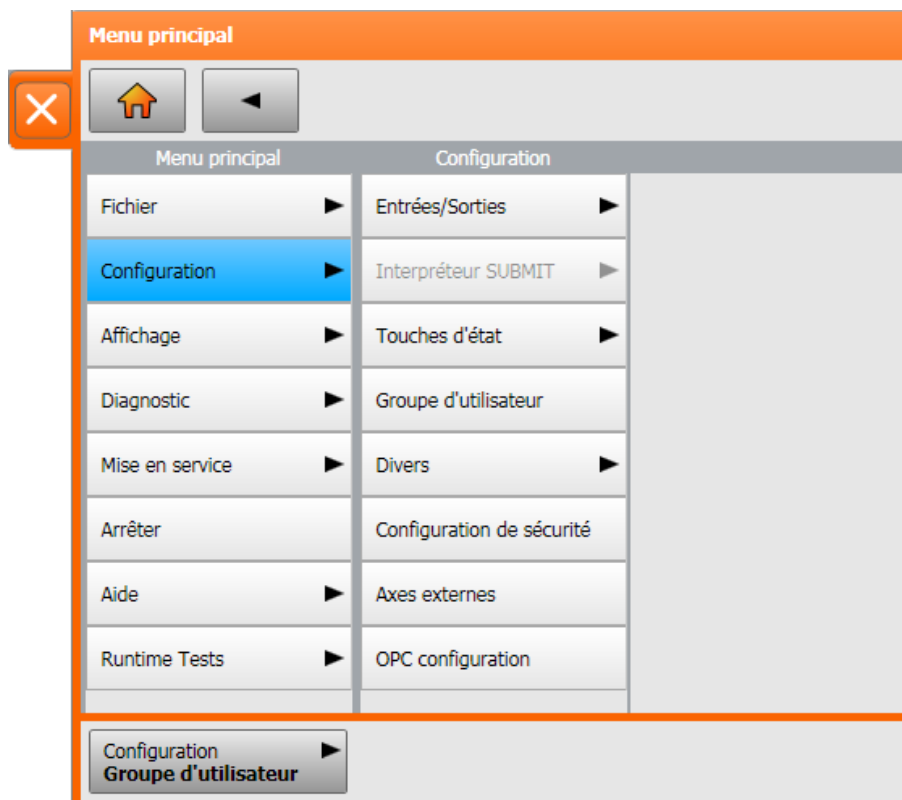 Menu principal
Menu principal
Configuration
Fichier
Entrées/Sorties
Configuration
Interpréteur SUBMIT
Affichage
Touches d'état
Diagnostic
Groupe d'utilisateur
Mise en service
Divers
Arrêter
Configuration de sécurité
Aide
Axes externes
Runtime Tests
OPC configuration
Configuration
Groupe d'utilisateur